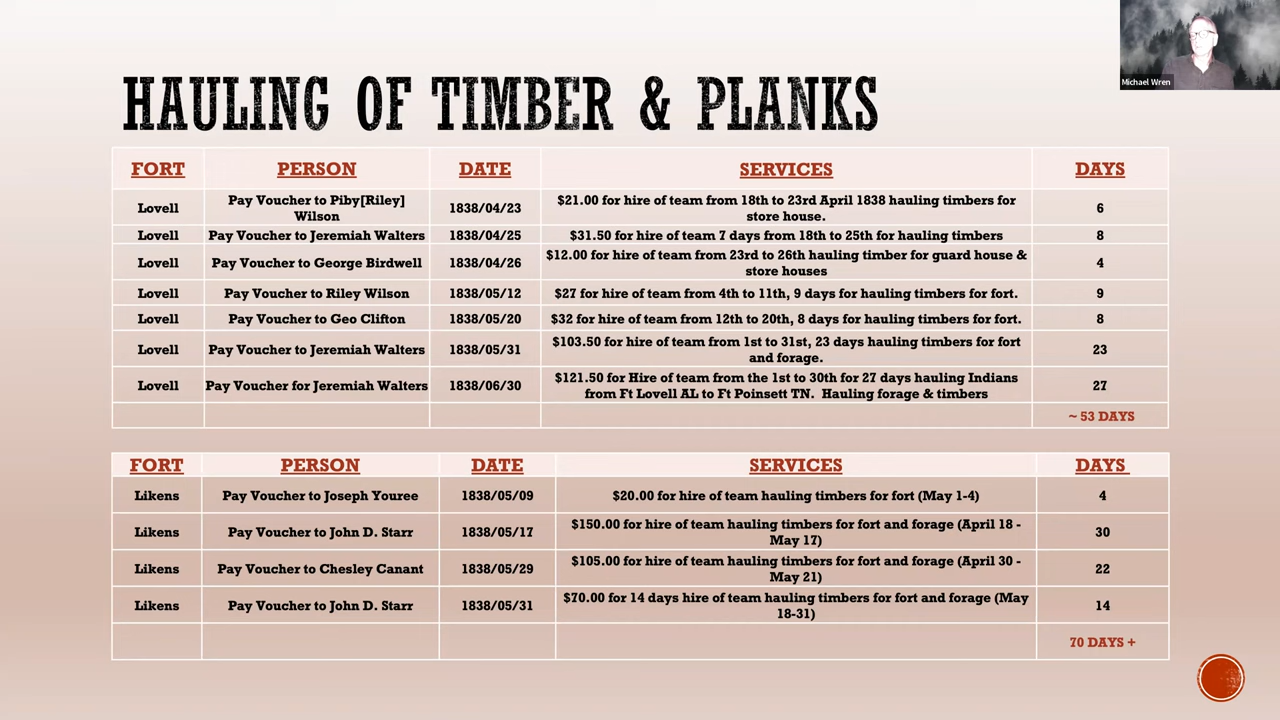 Michael Wren
HAULING OF TIMBER & PLANKS
FORT PERSON DATE SERVICES DAYS
Lovell Pay Voucher to Piby[Riley] Wilson 1838/04/23 $21.00 for hire of team from 18th to 23rd April 1838 hauling timbers for store house. 6
Lovell Pay Voucher to Jeremiah Walters 1838/04/25 $31.50 for hire of team 7 days from 18th to 25th for hauling timbers 8
Lovell Pay Voucher to George Birdwell 1838/04/26 $12.00 for hire of team from 23rd to 26th hauling timber for guard house & store houses 4
Lovell Pay Voucher to Riley Wilson 1838/05/12 $27 for hire of team from 4th to 11th, 9 days for hauling timbers for fort. 9
Lovell Pay Voucher to Geo Clifton 1838/05/20 $32 for hire of team from 12th to 20th, 8 days for hauling timbers for fort. 8
Lovell Pay Voucher to Jeremiah Walters 1838/05/31 $103.50 for hire of team from 1st to 31st, 23 days hauling timbers for fort and forage. 23
Lovell Pay Voucher for Jeremiah Walters 1838/06/30 $121.50 for Hire of team from the 1st to 30th for 27 days hauling Indians from Ft Lovell AL to Ft Poinsett TN. Hauling forage & timbers 27
~ 53 DAYS
FORT PERSON DATE SERVICES DAYS
Likens Pay Voucher to Joseph Youree 1838/05/09 $20.00 for hire of team hauling timbers for fort (May 1-4) 4
Likens Pay Voucher to John D. Starr 1838/05/17 $150.00 for hire of team hauling timbers for fort and forage (April 18 - May 17) 30
Likens Pay Voucher to Chesley Canant 1838/05/29 $105.00 for hire of team hauling timbers for fort and forage (April 30 - May 21) 22
Likens Pay Voucher to John D. Starr 1838/05/31 $70.00 for 14 days hire of team hauling timbers for fort and forage (May 18-31) 14
70 DAYS +